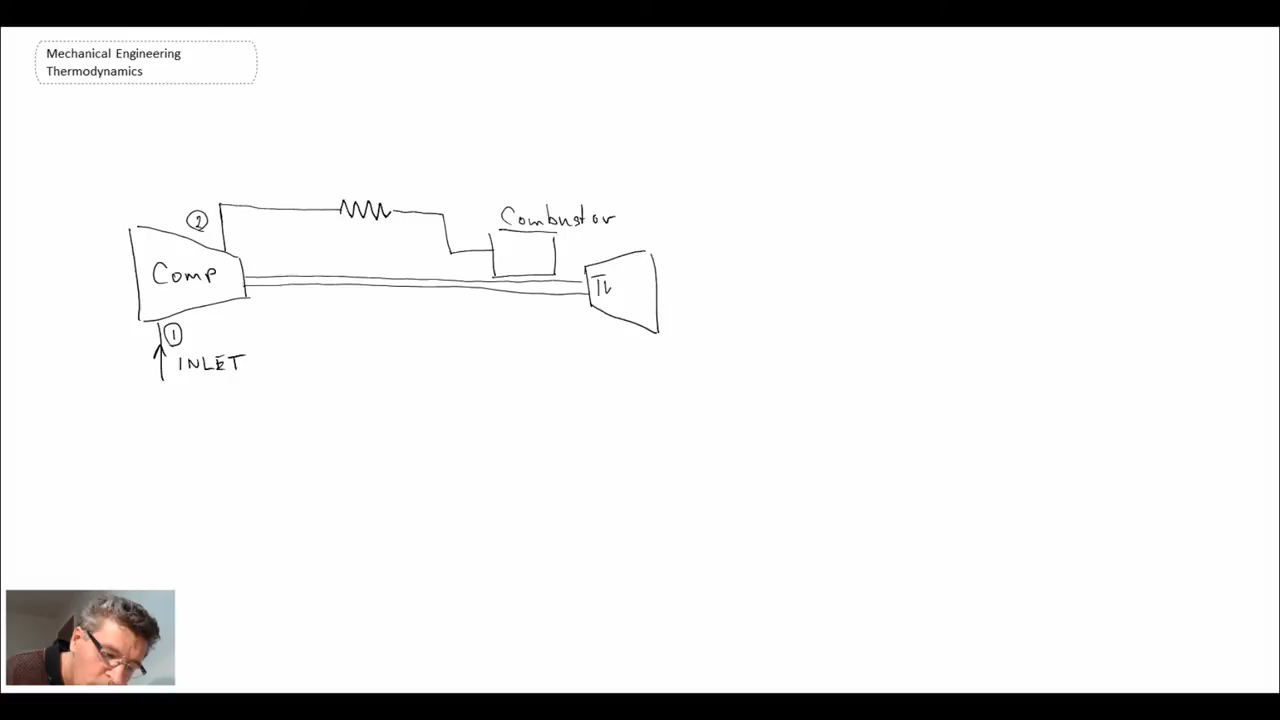 Mechanical Engineering
Thermodynamics
2
Combustor
Comp
1
INLET